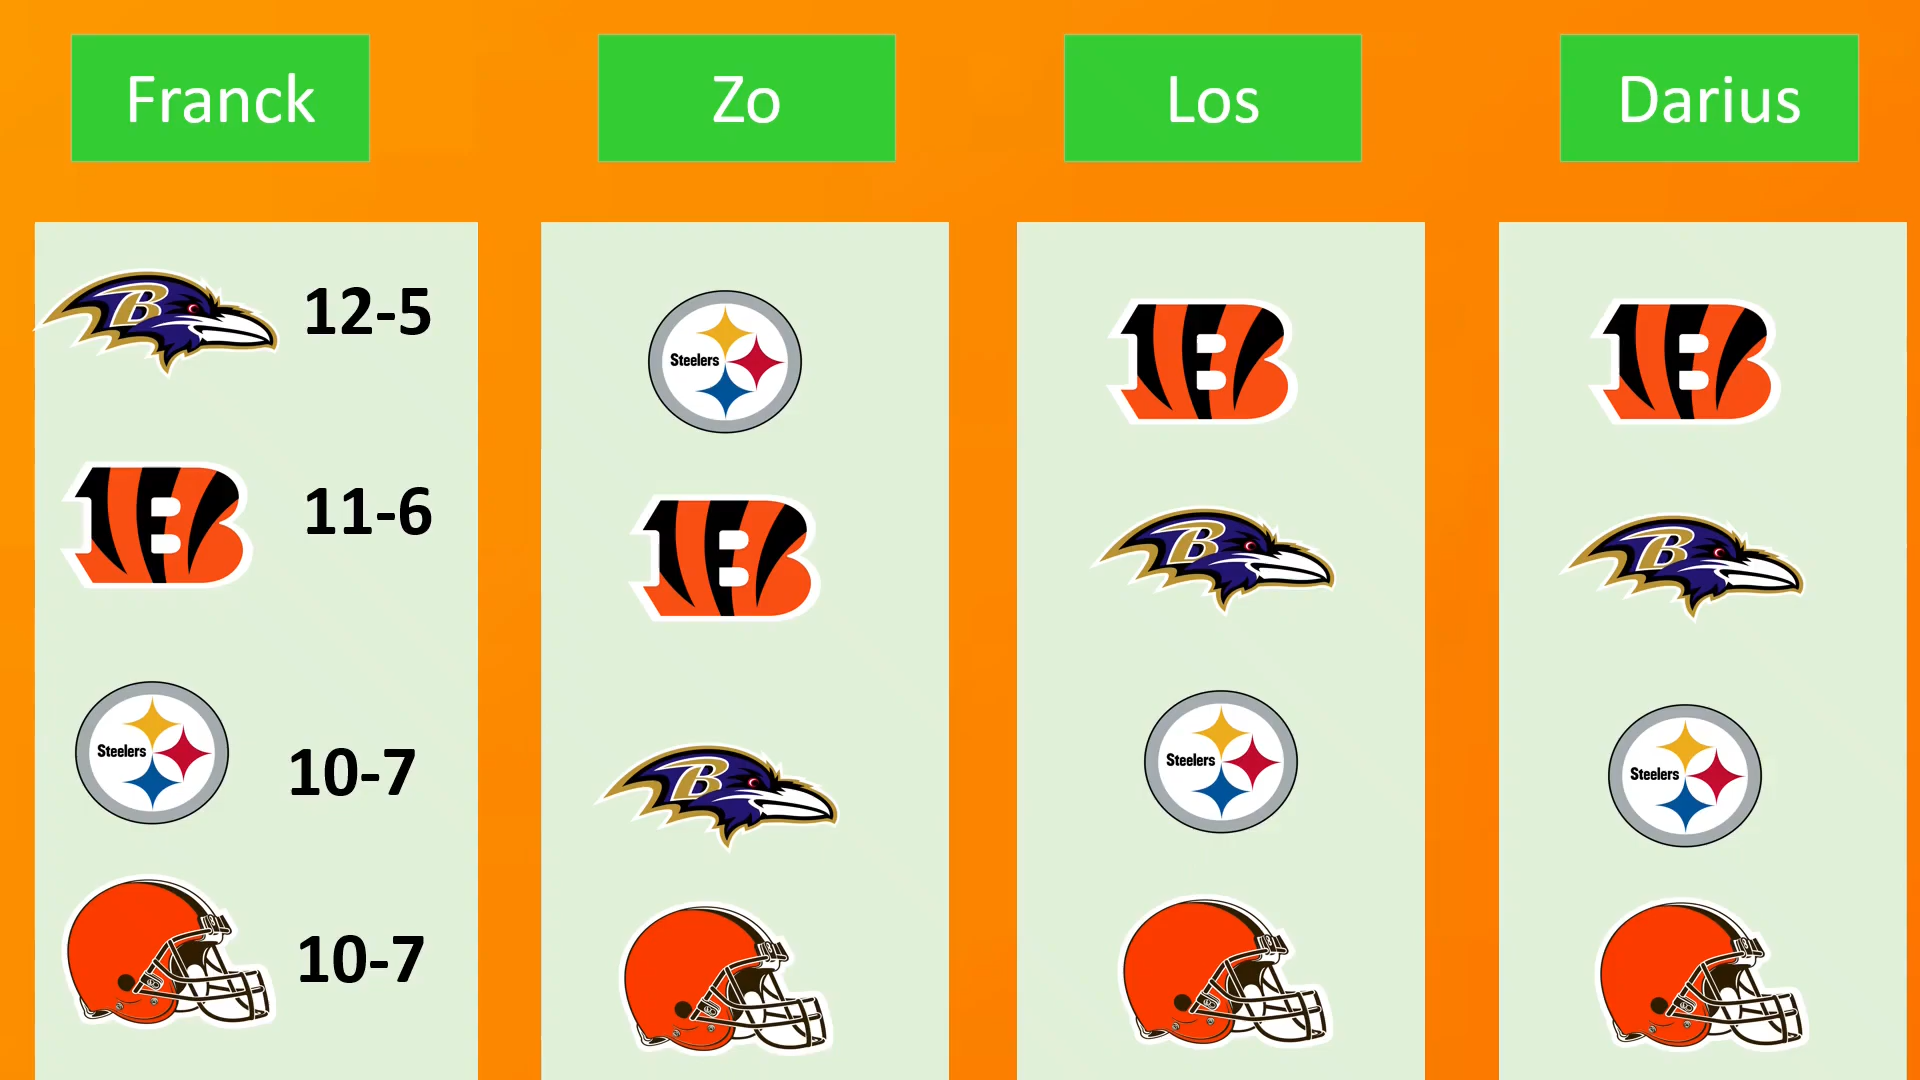 Franck
Zo
Los
Darius
B 12-5
11-6
Steelers 10-7
10-7
Steelers
B
B
Steelers
B
Steelers